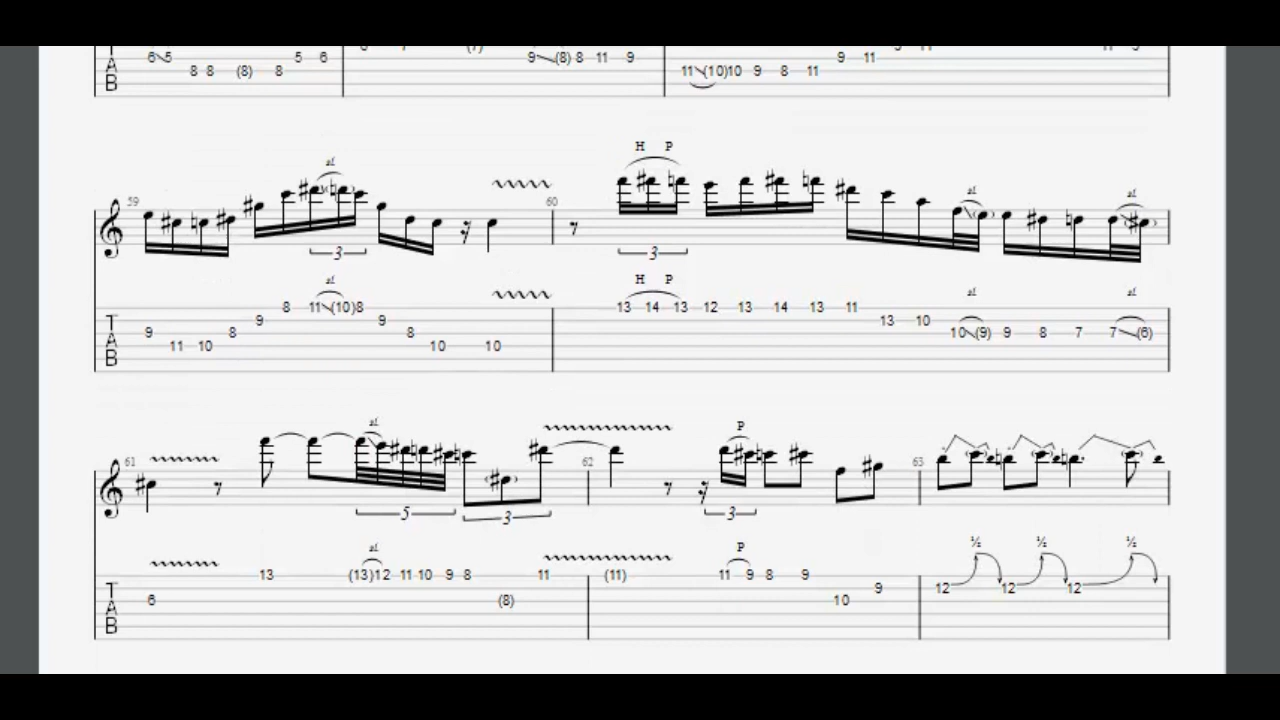 6 5 9 (8) 8 11 9 9 11
T 8 8 (8) 8 5 6 11 (10) 10 9 8 11
A
B
sl H P
59 60 sl sl
3 3
sl H P
8 11 (10) 8 13 14 13 12 13 14 13 11
T 9 9 13 10 sl sl
A 9 8 8 10 (9) 9 8 7 7 (6)
B 11 10 10 10
sl P
61 62 63
5 3 3
sl P ½ ½ ½
13 (13) 12 11 10 9 8 11 (11) 11 9 8 9
T 9 12 12 12
A 6 (8) 10
B